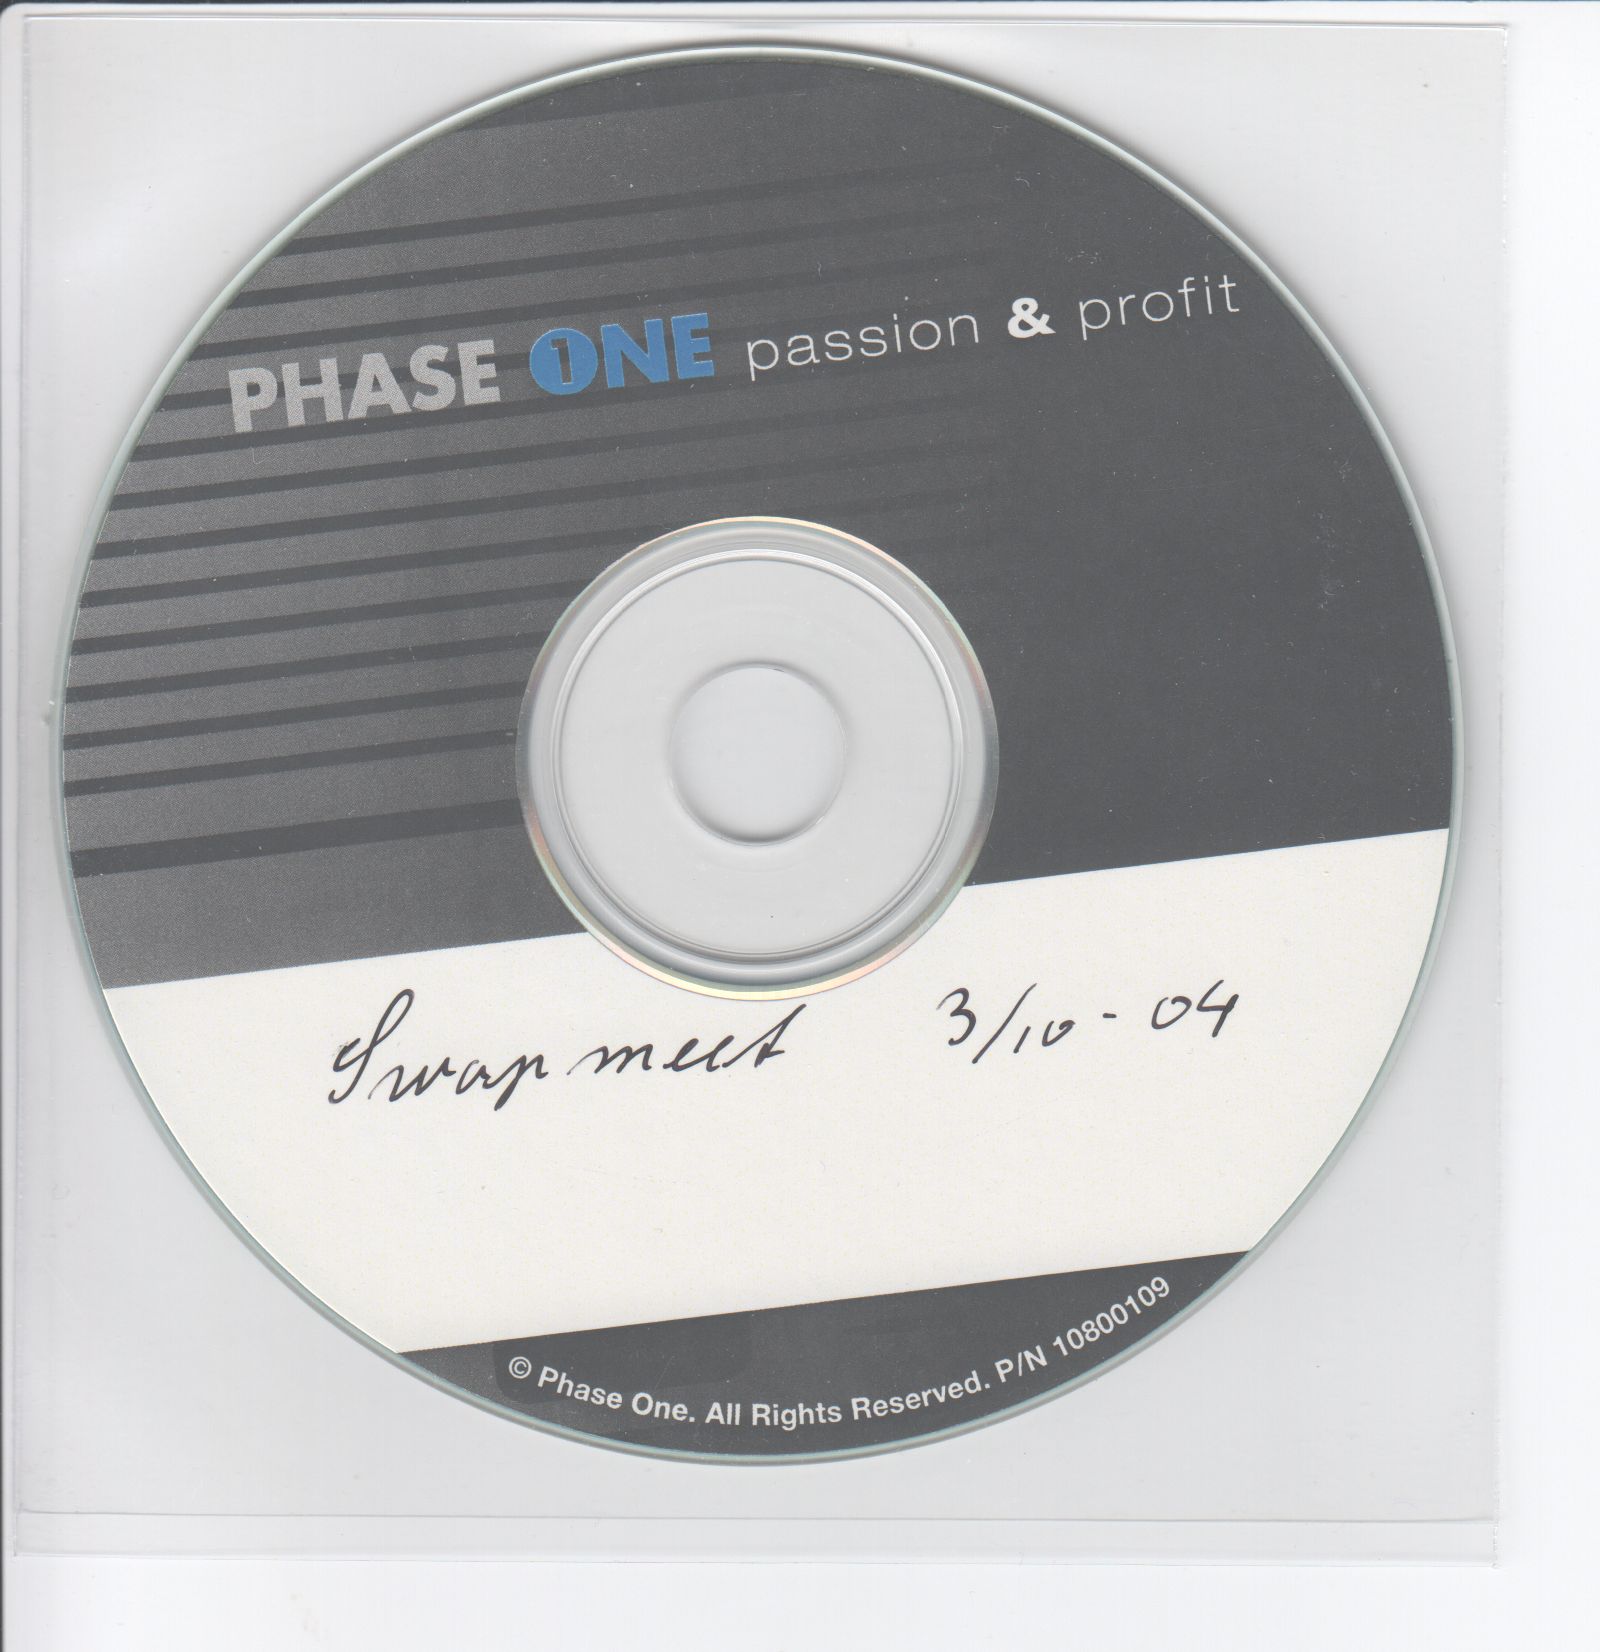 PHASE ONE passion & profit
Swap meet 3/10-04
© Phase One. All Rights Reserved. P/N 10800109